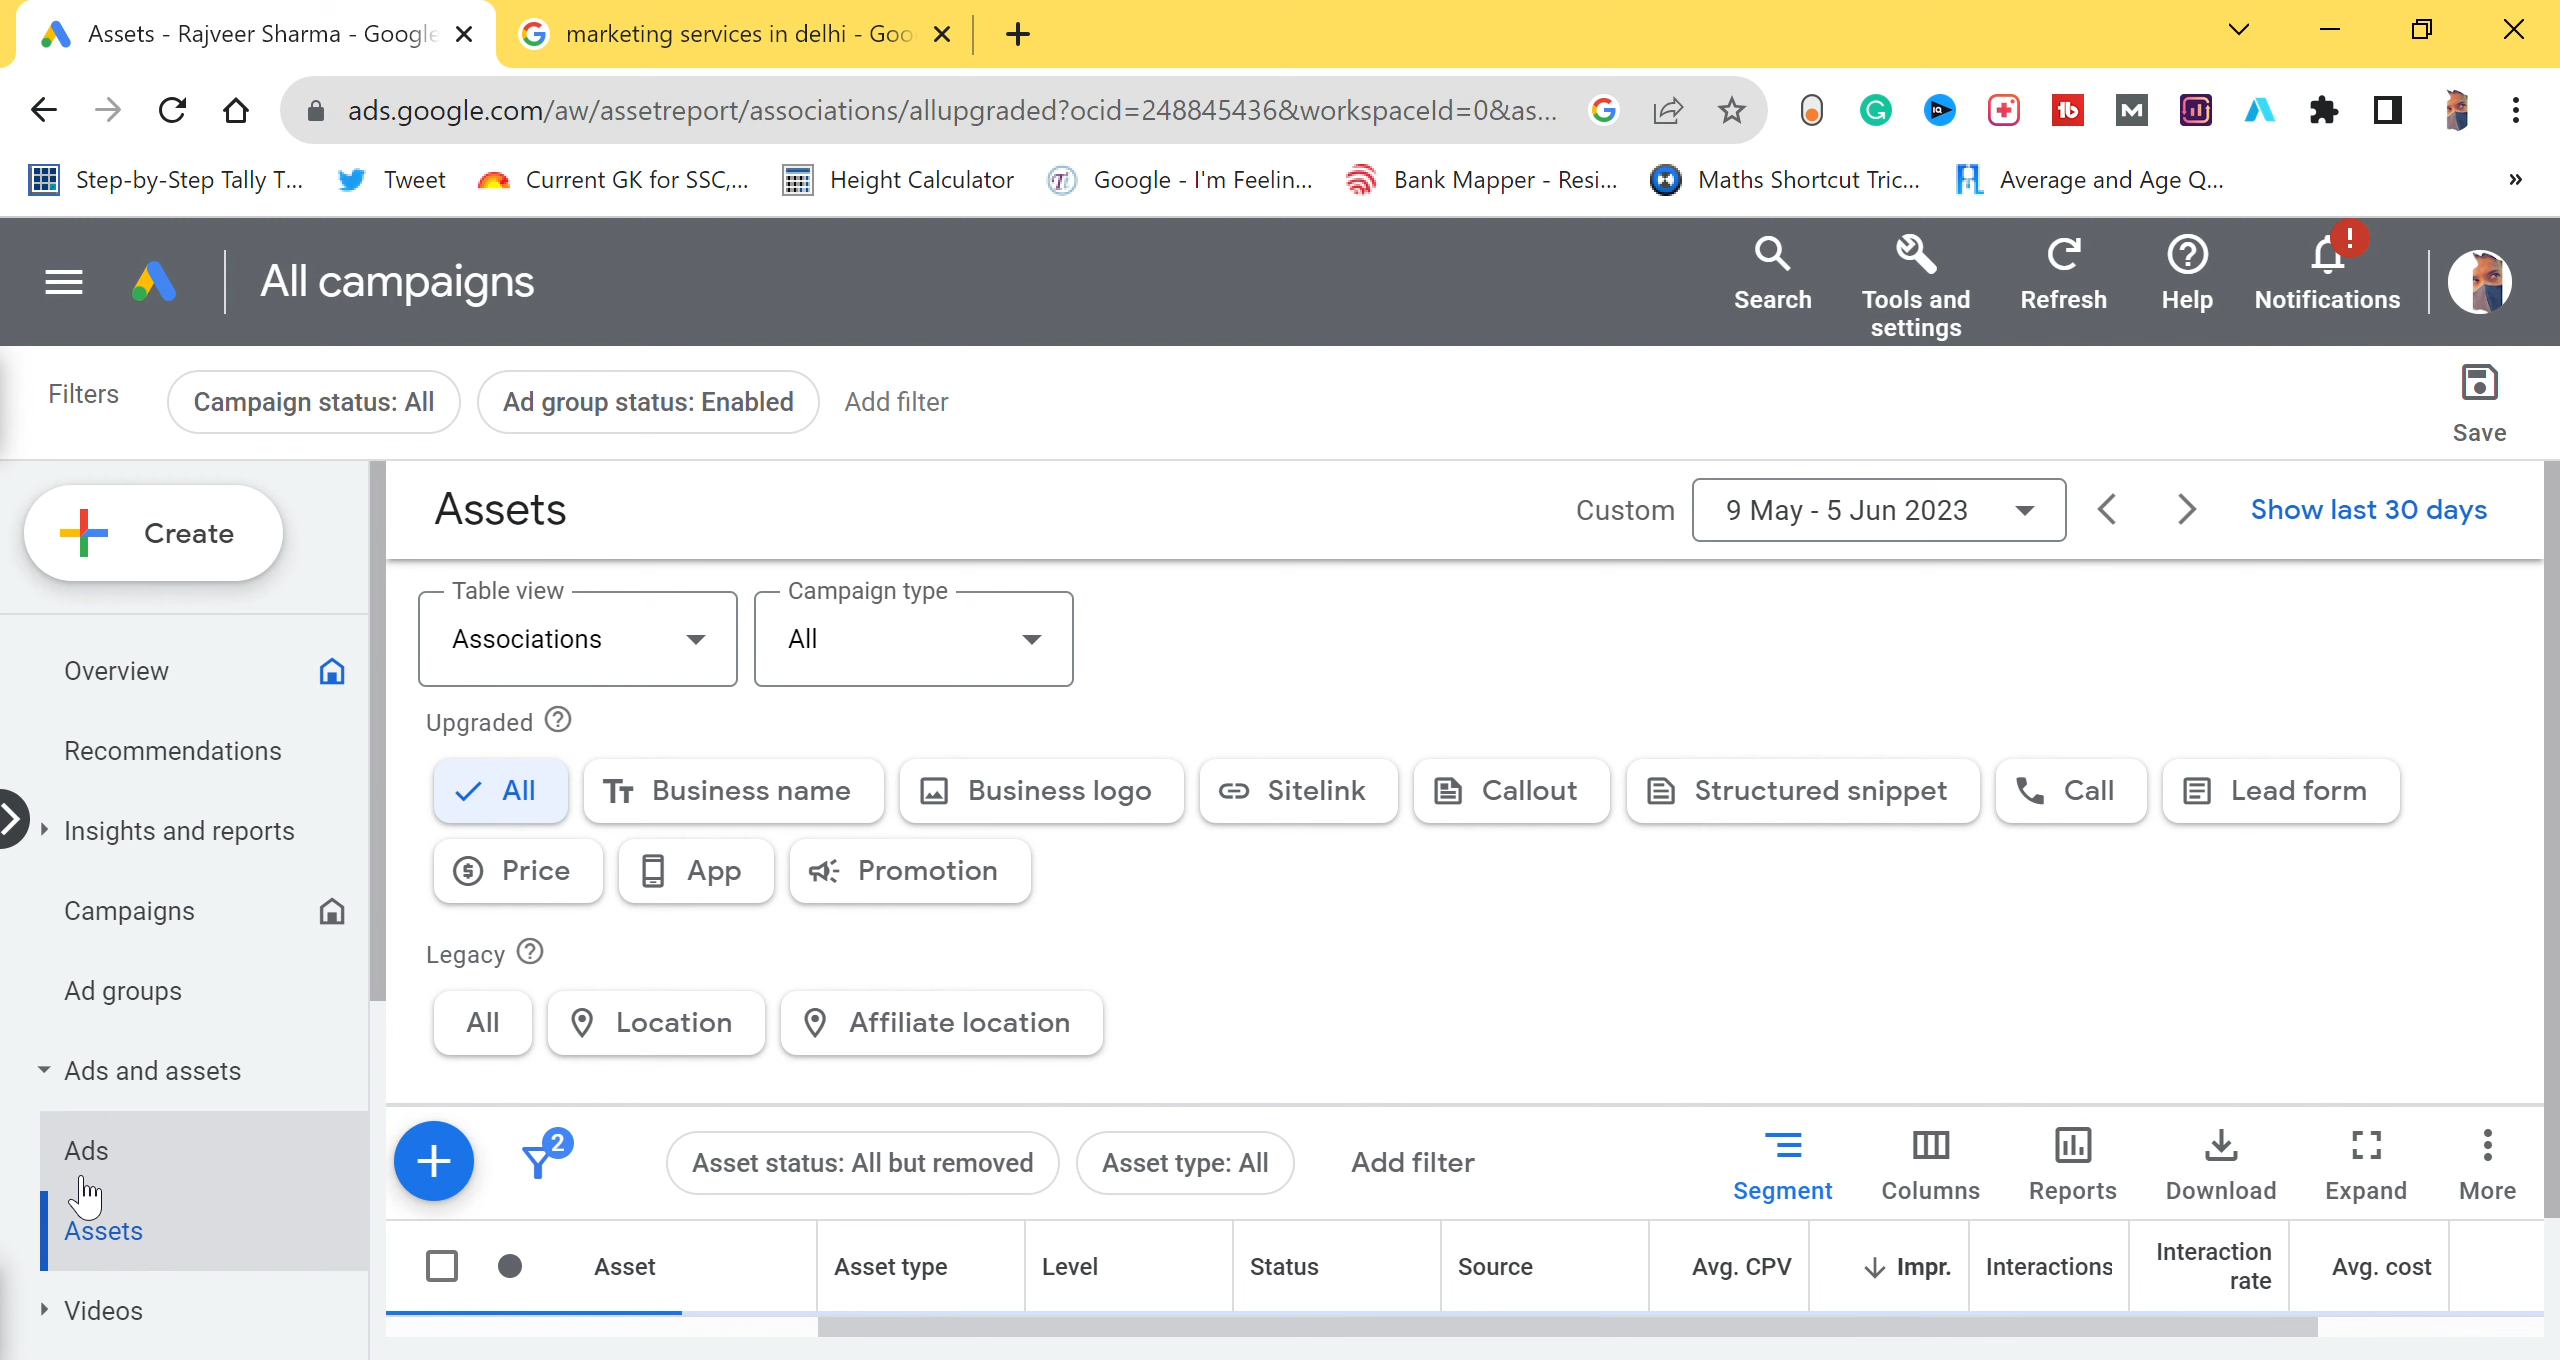 Assets - Rajveer Sharma - Google
marketing services in delhi - Goo
ads.google.com/aw/assetreport/associations/allupgraded?ocid=248845436&workspaceId=0&as...
Step-by-Step Tally T...
Tweet
Current GK for SSC,...
Height Calculator
Google - I'm Feelin...
Bank Mapper - Resi...
Maths Shortcut Tric...
Average and Age Q...
»
All campaigns
Search
Tools and
settings
Refresh
Help
!
Notifications
Filters
Campaign status: All
Ad group status: Enabled
Add filter
Save
Create
Overview
Recommendations
Insights and reports
Campaigns
Ad groups
Ads and assets
Ads
Assets
Videos
Assets
Custom
9 May - 5 Jun 2023
Show last 30 days
Table view
Associations
Campaign type
All
Upgraded
All
Business name
Business logo
Sitelink
Callout
Structured snippet
Call
Lead form
Price
App
Promotion
Legacy
All
Location
Affiliate location
2
Asset status: All but removed
Asset type: All
Add filter
Segment
Columns
Reports
Download
Expand
More
Asset
Asset type
Level
Status
Source
Avg. CPV
Impr.
Interactions
Interaction
rate
Avg. cost